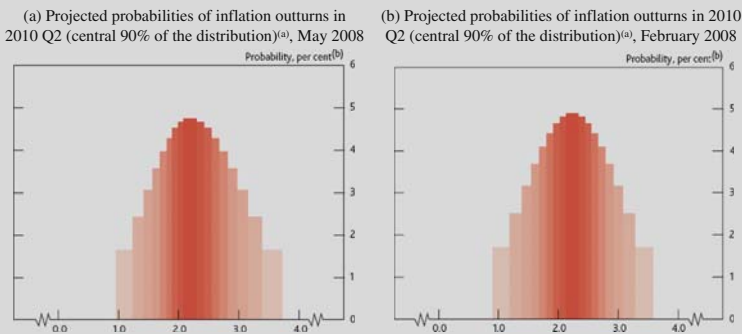 (a) Projected probabilities of inflation outturns in
2010 Q2 (central 90% of the distribution)(a), May 2008
Probability, per cent(b)
6
5
4
3
2
1
0
0.0 1.0 2.0 3.0 4.0
(b) Projected probabilities of inflation outturns in 2010
Q2 (central 90% of the distribution)(a), February 2008
Probability, per cent(b)
6
5
4
3
2
1
0
0.0 1.0 2.0 3.0 4.0